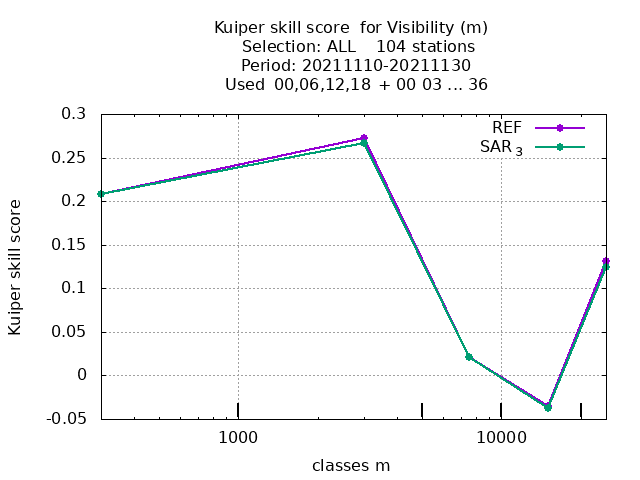 Kuiper skill score for Visibility (m)
Selection: ALL 104 stations
Period: 20211110-20211130
Used 00,06,12,18 + 00 03 ... 36
REF
SAR 3
0.3
0.25
0.2
0.15
0.1
0.05
0
-0.05
Kuiper skill score
1000
10000
classes m